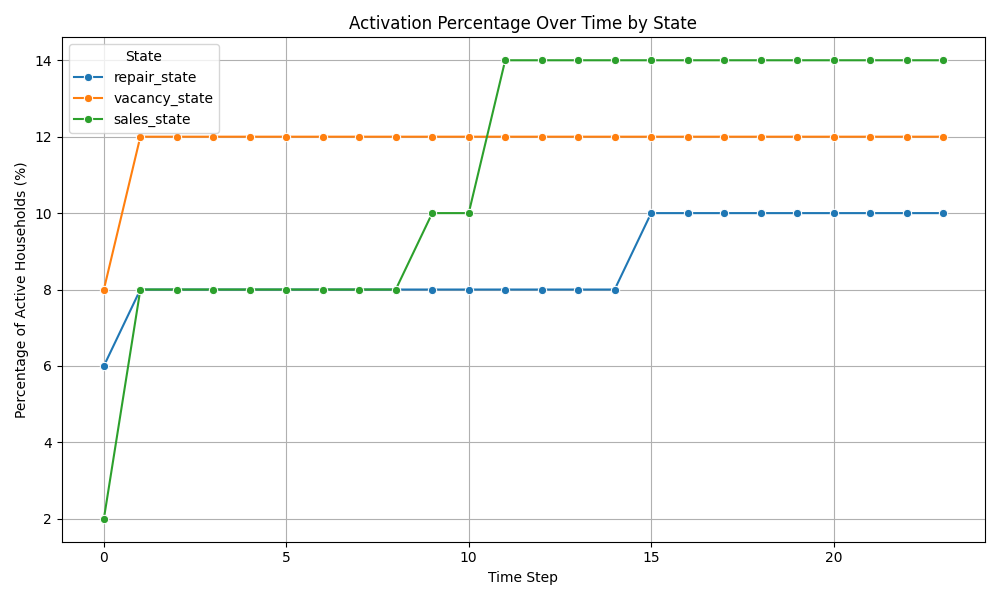 Activation Percentage Over Time by State
State
repair_state
vacancy_state
sales_state
Percentage of Active Households (%)
14
12
10
8
6
4
2
0
5
10
15
20
Time Step